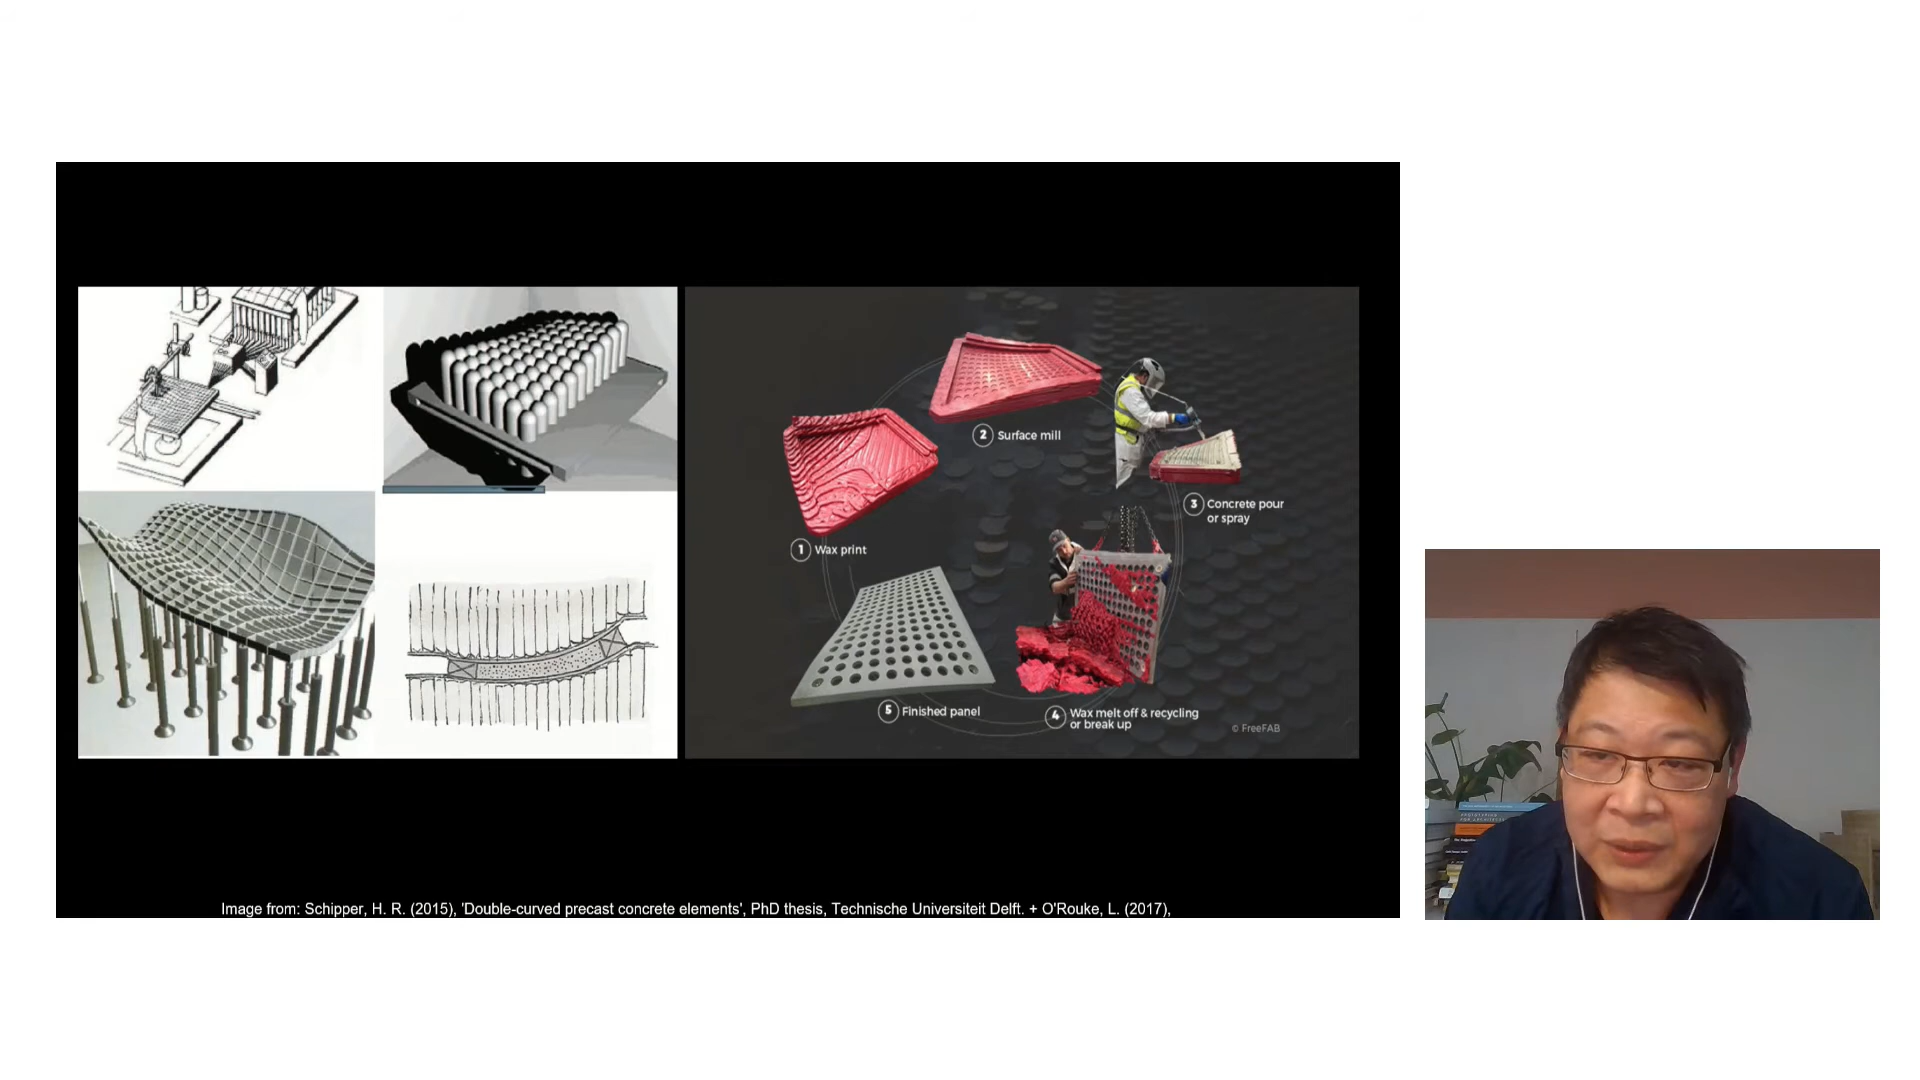 2 Surface mill
3 Concrete pour
or spray
1 Wax print
5 Finished panel
4 Wax melt off & recycling
or break up
© FreeFAB
Image from: Schipper, H. R. (2015), 'Double-curved precast concrete elements', PhD thesis, Technische Universiteit Delft. + O'Rouke, L. (2017),